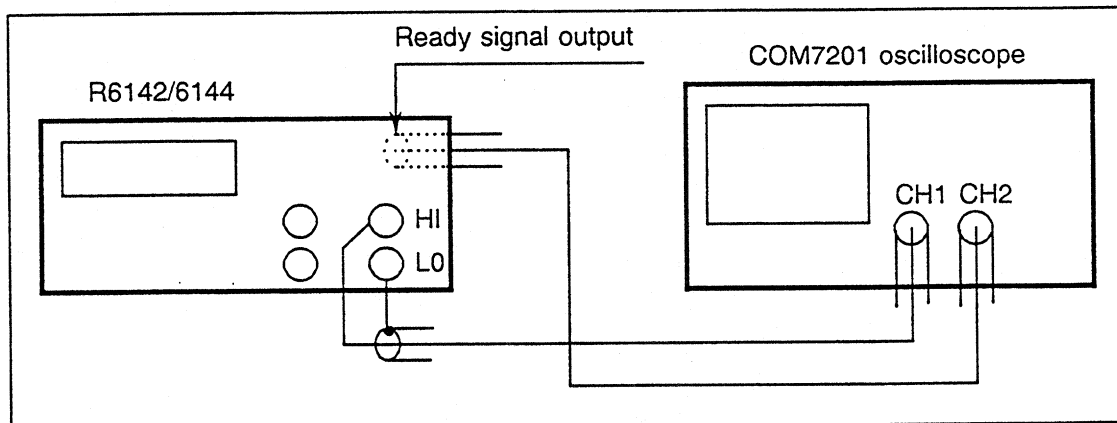 Ready signal output
COM7201 oscilloscope
R6142/6144
CH1 CH2
HI
L0